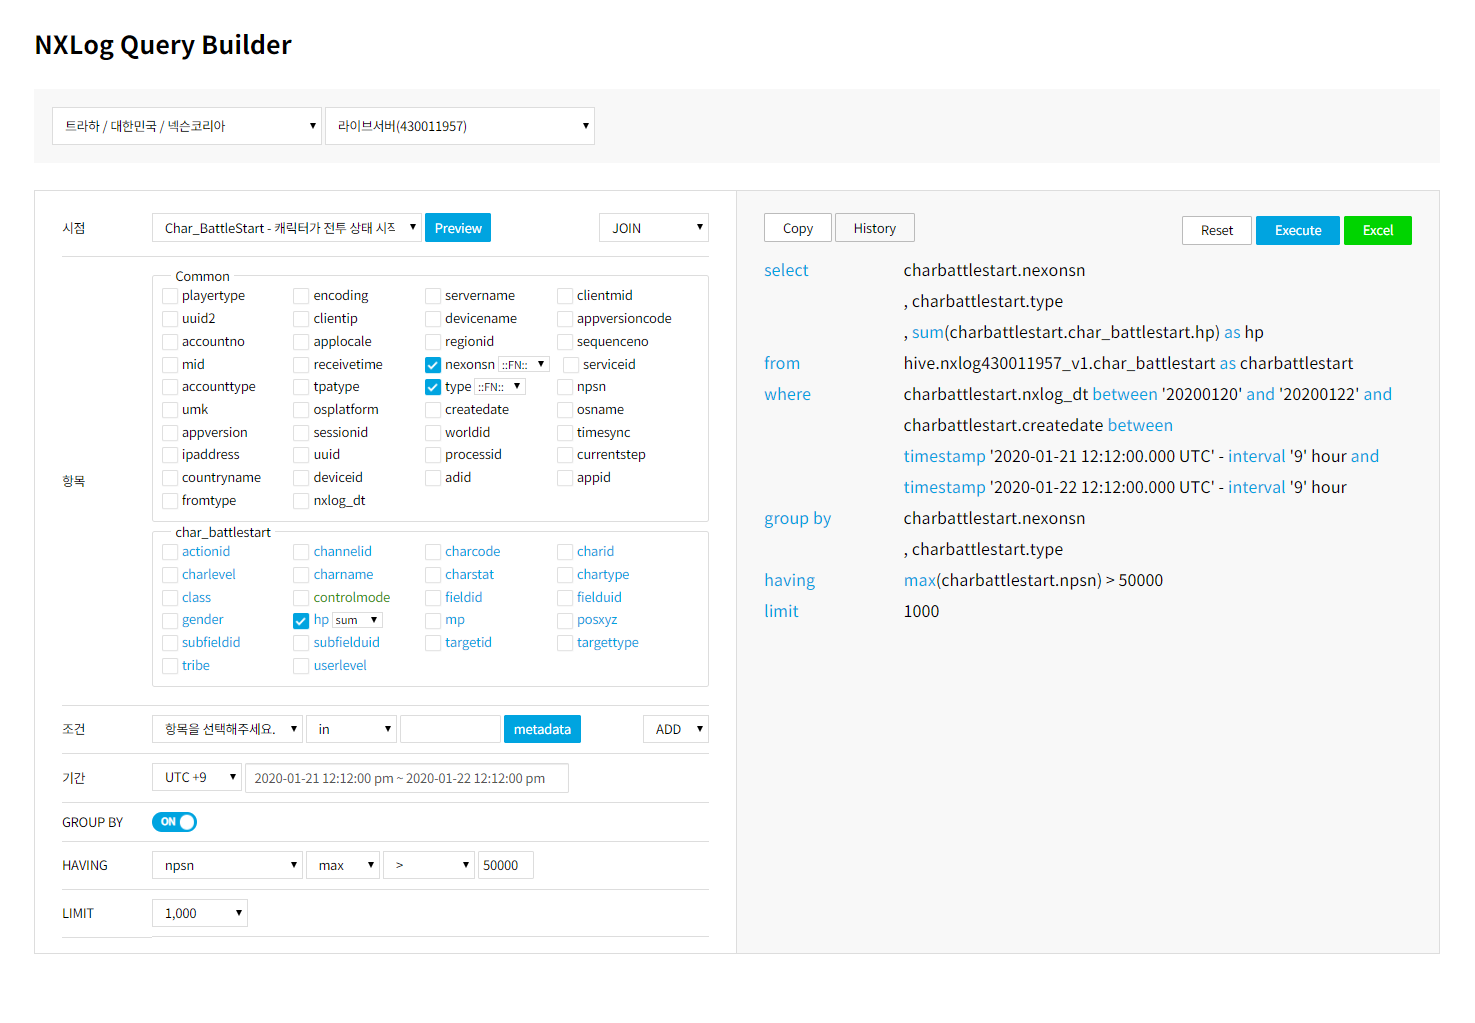 NXLog Query Builder
트라하 / 대한민국 / 넥슨코리아
라이브서버(430011957)
시점
Char_BattleStart - 캐릭터가 전투 상태 시작
Preview
JOIN
항목
Common
playertype encoding servername clientmid
uuid2 clientip devicename appversioncode
accountno applocale regionid sequenceno
mid receivetime nexonsn ::FN:: serviceid
accounttype tpatype type ::FN:: npsn
umk osplatform createdate osname
appversion sessionid worldid timesync
ipaddress uuid processid currentstep
countryname deviceid adid appid
fromtype nxlog_dt
char_battlestart
actionid channelid charcode charid
charlevel charname charstat chartype
class controlmode fieldid fielduid
gender hp sum mp posxyz
subfieldid subfielduid targetid targettype
tribe userlevel
조건 항목을 선택해주세요. in metadata ADD
기간 UTC +9 2020-01-21 12:12:00 pm ~ 2020-01-22 12:12:00 pm
GROUP BY ON
HAVING npsn max > 50000
LIMIT 1,000
Copy History Reset Execute Excel
select charbattlestart.nexonsn
, charbattlestart.type
, sum(charbattlestart.char_battlestart.hp) as hp
from hive.nxlog430011957_v1.char_battlestart as charbattlestart
where charbattlestart.nxlog_dt between '20200120' and '20200122' and
charbattlestart.createdate between
timestamp '2020-01-21 12:12:00.000 UTC' - interval '9' hour and
timestamp '2020-01-22 12:12:00.000 UTC' - interval '9' hour
group by charbattlestart.nexonsn
, charbattlestart.type
having max(charbattlestart.npsn) > 50000
limit 1000